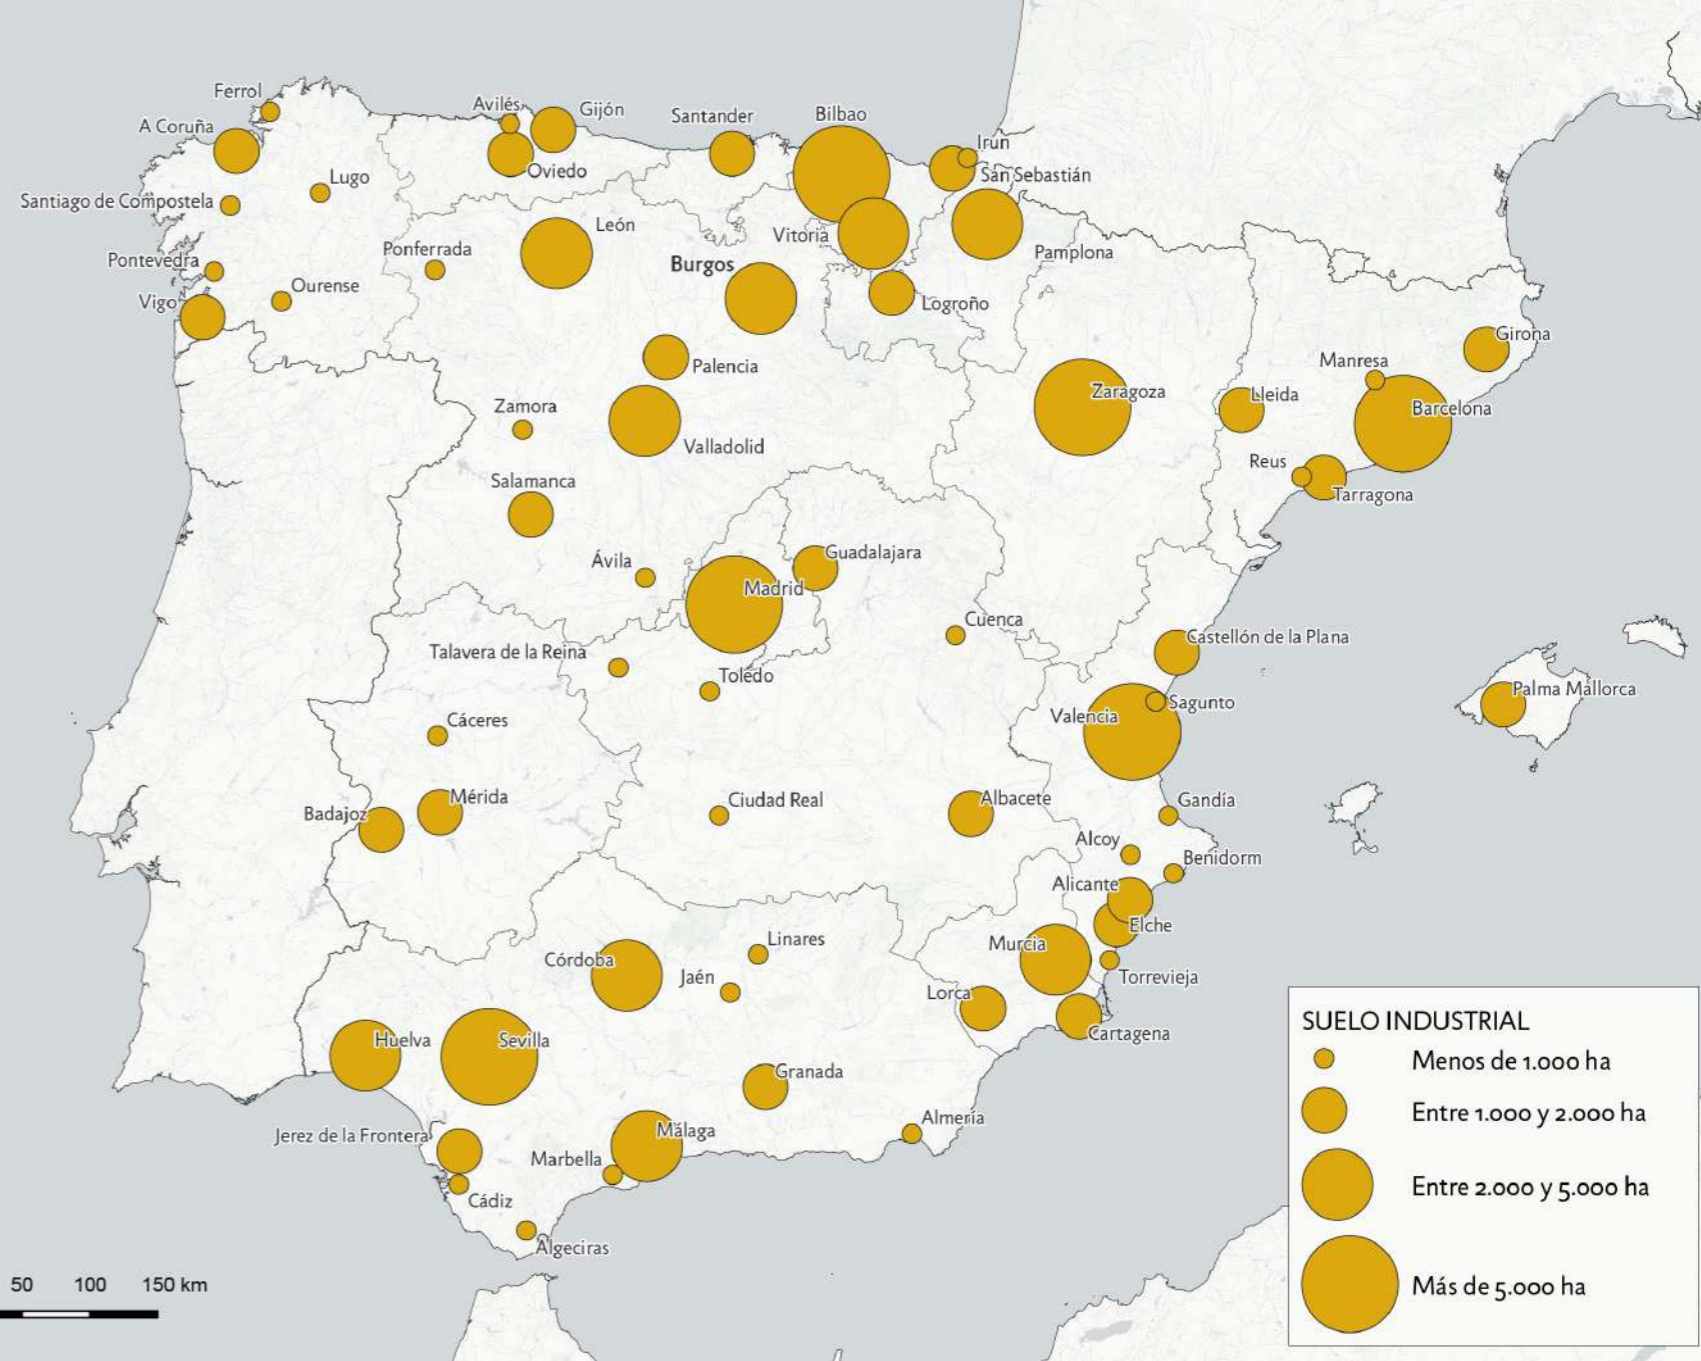 Ferrol
Avilés
Gijón
Santander
Bilbao
A Coruña
Irun
Oviedo
San Sebastián
Lugo
Santiago de Compostela
León
Vitoria
Pamplona
Ponferrada
Pontevedra
Burgos
Ourense
Vigo
Logroño
Girona
Palencia
Manresa
Zaragoza
Lleida
Barcelona
Zamora
Valladolid
Reus
Salamanca
Tarragona
Guadalajara
Ávila
Madrid
Cuenca
Castellón de la Plana
Talavera de la Reina
Toledo
Palma Mallorca
Sagunto
Valencia
Cáceres
Mérida
Ciudad Real
Albacete
Gandía
Badajoz
Alcoy
Benidorm
Alicante
Elche
Linares
Murcia
Córdoba
Jaén
Torrevieja
Lorca
Cartagena
Huelva
Sevilla
Granada
Almería
Málaga
Jerez de la Frontera
Marbella
Cádiz
Algeciras
SUELO INDUSTRIAL
Menos de 1.000 ha
Entre 1.000 y 2.000 ha
Entre 2.000 y 5.000 ha
Más de 5.000 ha
50 100 150 km